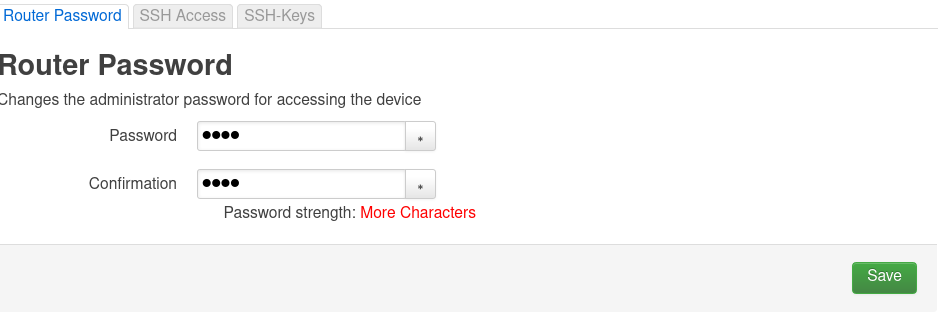 Router Password SSH Access SSH-Keys
Router Password
Changes the administrator password for accessing the device
Password ●●●● *
Confirmation ●●●● *
Password strength: More Characters
Save